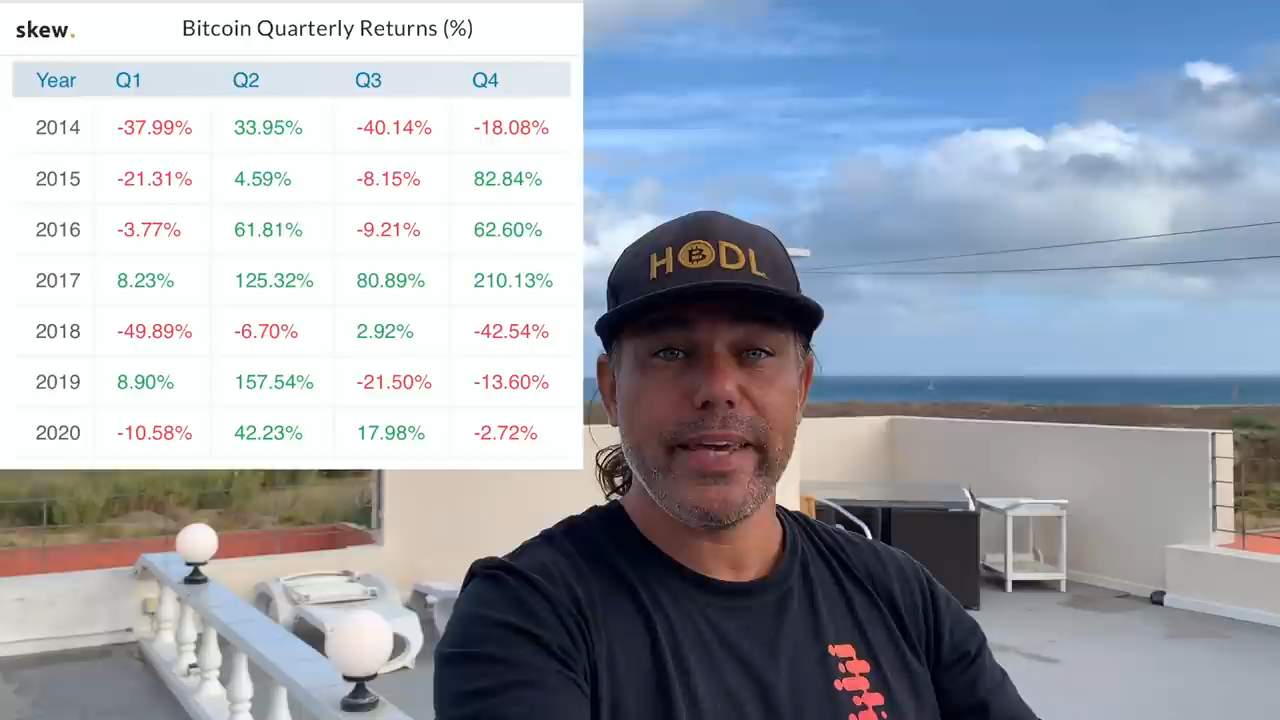 skew.
Bitcoin Quarterly Returns (%)
Year Q1 Q2 Q3 Q4
2014 -37.99% 33.95% -40.14% -18.08%
2015 -21.31% 4.59% -8.15% 82.84%
2016 -3.77% 61.81% -9.21% 62.60%
2017 8.23% 125.32% 80.89% 210.13%
2018 -49.89% -6.70% 2.92% -42.54%
2019 8.90% 157.54% -21.50% -13.60%
2020 -10.58% 42.23% 17.98% -2.72%
HODL